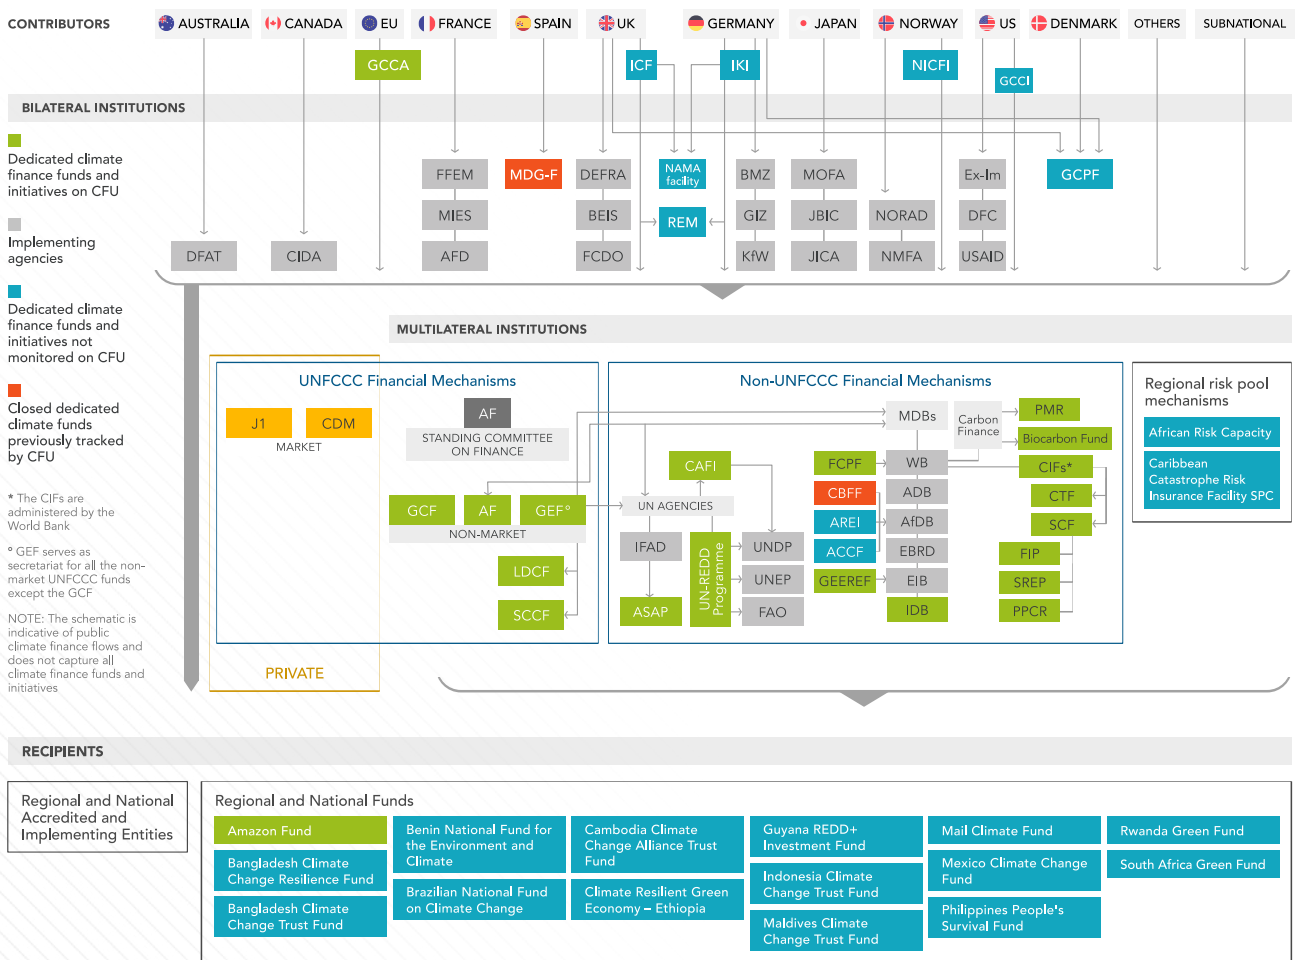 CONTRIBUTORS
AUSTRALIA
CANADA
EU
FRANCE
SPAIN
UK
GERMANY
JAPAN
NORWAY
US
DENMARK
OTHERS
SUBNATIONAL
GCCA
ICF
IKI
NICFI
GCCI
BILATERAL INSTITUTIONS
Dedicated climate
finance funds and
initiatives on CFU
Implementing
agencies
Dedicated climate
finance funds and
initiatives not
monitored on CFU
Closed dedicated
climate funds
previously tracked
by CFU
* The CIFs are
administered by the
World Bank
° GEF serves as
secretariat for all the non-
market UNFCCC funds
except the GCF
NOTE: The schematic is
indicative of public
climate finance flows and
does not capture all
climate finance funds and
initiatives
FFEM
MDG-F
DEFRA
NAMA
facility
BMZ
MOFA
Ex-Im
GCPF
MIES
BEIS
REM
GIZ
JBIC
NORAD
DFC
DFAT
CIDA
AFD
FCDO
KfW
JICA
NMFA
USAID
MULTILATERAL INSTITUTIONS
UNFCCC Financial Mechanisms
J1
CDM
MARKET
AF
STANDING COMMITTEE
ON FINANCE
GCF
AF
GEF°
NON-MARKET
LDCF
SCCF
PRIVATE
Non-UNFCCC Financial Mechanisms
MDBs
Carbon
Finance
PMR
Biocarbon Fund
CAFI
FCPF
WB
CIFs*
CBFF
ADB
CTF
UN AGENCIES
AREI
AfDB
SCF
IFAD
UN-REDD
Programme
UNDP
ACCF
EBRD
FIP
UNEP
GEEREF
EIB
SREP
ASAP
FAO
IDB
PPCR
Regional risk pool
mechanisms
African Risk Capacity
Caribbean
Catastrophe Risk
Insurance Facility SPC
RECIPIENTS
Regional and National
Accredited and
Implementing Entities
Regional and National Funds
Amazon Fund
Bangladesh Climate
Change Resilience Fund
Bangladesh Climate
Change Trust Fund
Benin National Fund for
the Environment and
Climate
Brazilian National Fund
on Climate Change
Cambodia Climate
Change Alliance Trust
Fund
Climate Resilient Green
Economy – Ethiopia
Guyana REDD+
Investment Fund
Indonesia Climate
Change Trust Fund
Maldives Climate
Change Trust Fund
Mail Climate Fund
Mexico Climate Change
Fund
Philippines People's
Survival Fund
Rwanda Green Fund
South Africa Green Fund